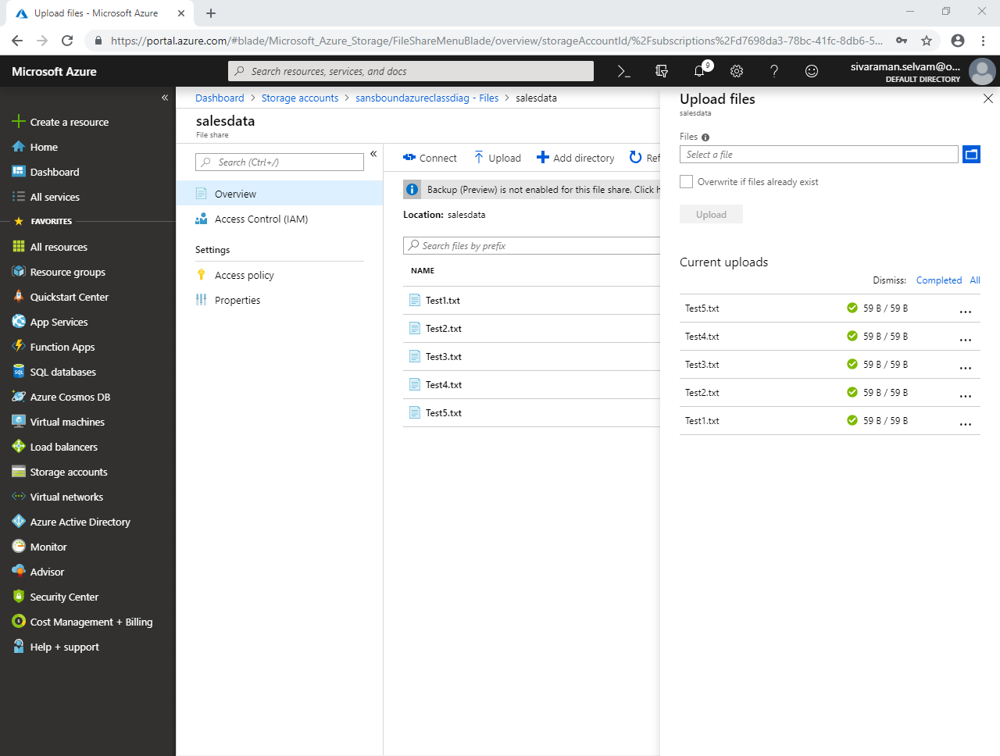 Upload files - Microsoft Azure
https://portal.azure.com/#blade/Microsoft_Azure_Storage/FileShareMenuBlade/overview/storageAccountId/%2Fsubscriptions%2Fd7698da3-78bc-41fc-8db6-5...
Microsoft Azure
Search resources, services, and docs
9
sivaraman.selvam@o...
DEFAULT DIRECTORY
Create a resource
Home
Dashboard
All services
FAVORITES
All resources
Resource groups
Quickstart Center
App Services
Function Apps
SQL databases
Azure Cosmos DB
Virtual machines
Load balancers
Storage accounts
Virtual networks
Azure Active Directory
Monitor
Advisor
Security Center
Cost Management + Billing
Help + support
Dashboard > Storage accounts > sansboundazureclassdiag - Files > salesdata
salesdata
File share
Search (Ctrl+/)
Overview
Access Control (IAM)
Settings
Access policy
Properties
Connect Upload Add directory Ref
Backup (Preview) is not enabled for this file share. Click h
Location: salesdata
Search files by prefix
NAME
Test1.txt
Test2.txt
Test3.txt
Test4.txt
Test5.txt
Upload files
salesdata
Files
Select a file
Overwrite if files already exist
Upload
Current uploads
Dismiss: Completed All
Test5.txt 59 B / 59 B ...
Test4.txt 59 B / 59 B ...
Test3.txt 59 B / 59 B ...
Test2.txt 59 B / 59 B ...
Test1.txt 59 B / 59 B ...